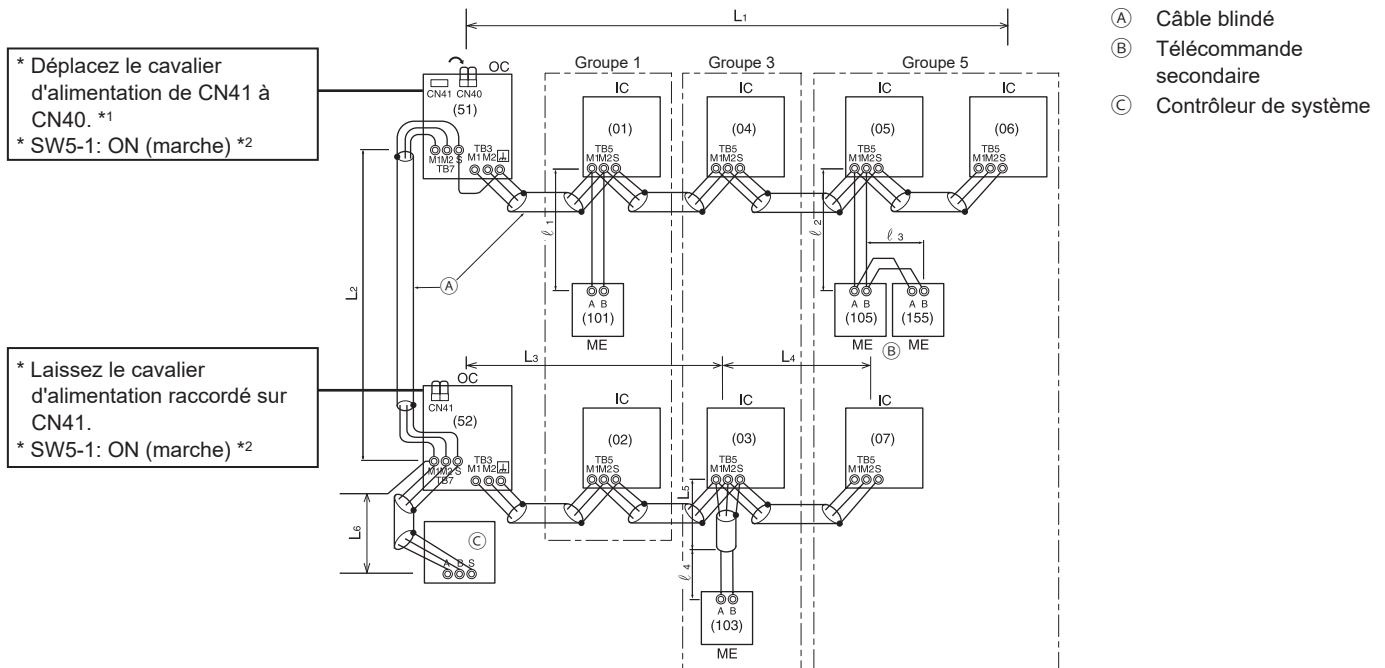 L1
Ⓐ Câble blindé
Ⓑ Télécommande
secondaire
Ⓒ Contrôleur de système
* Déplacez le cavalier
d'alimentation de CN41 à
CN40. *1
* SW5-1: ON (marche) *2
OC
CN41 CN40
(51)
M1M2 S
TB7
TB3
M1 M2
Groupe 1
Groupe 3
Groupe 5
IC
(01)
TB5
M1M2S
IC
(04)
TB5
M1M2S
IC
(05)
TB5
M1M2S
IC
(06)
TB5
M1M2S
L2
Ⓐ
ℓ1
ℓ2
ℓ3
A B
(101)
ME
A B
(105)
ME
Ⓑ
A B
(155)
ME
* Laissez le cavalier
d'alimentation raccordé sur
CN41.
* SW5-1: ON (marche) *2
L3
L4
OC
CN41
(52)
M1M2 S
TB7
TB3
M1 M2
IC
(02)
TB5
M1M2S
IC
(03)
TB5
M1M2S
IC
(07)
TB5
M1M2S
L5
L6
Ⓒ
A B S
ℓ4
A B
(103)
ME